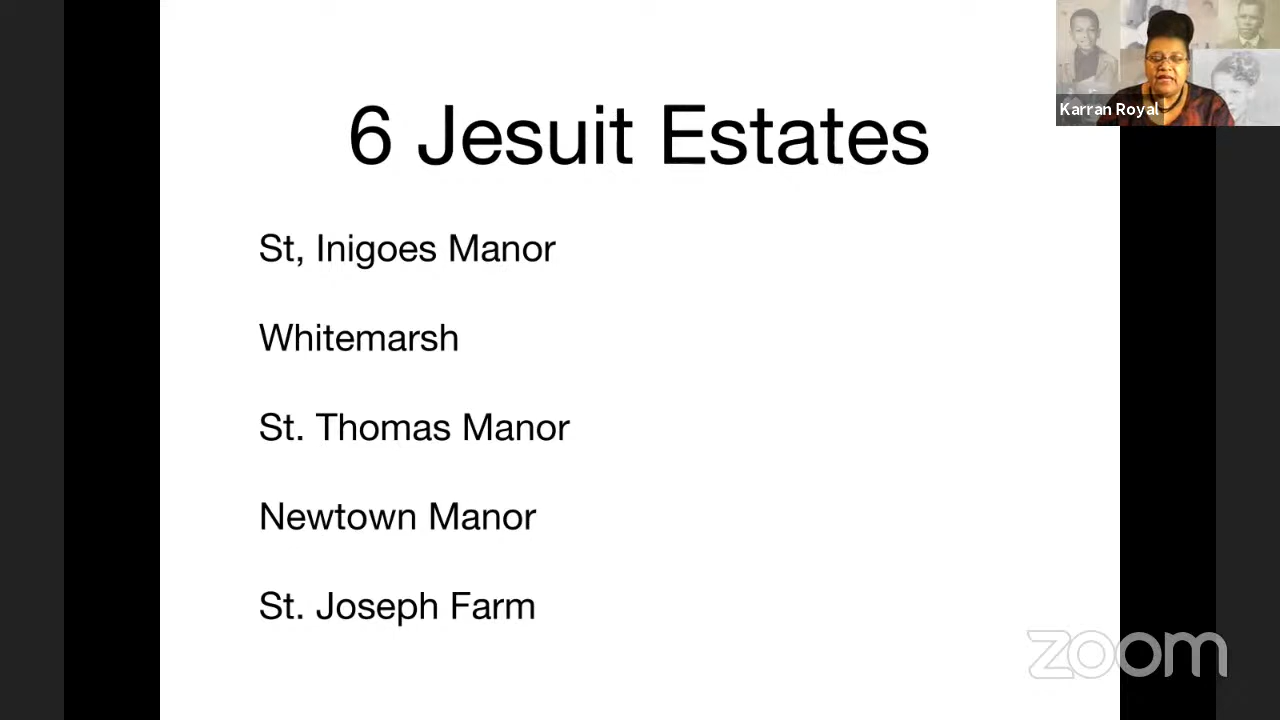 6 Jesuit Estates
Karran Royal
St, Inigoes Manor
Whitemarsh
St. Thomas Manor
Newtown Manor
St. Joseph Farm
zoom